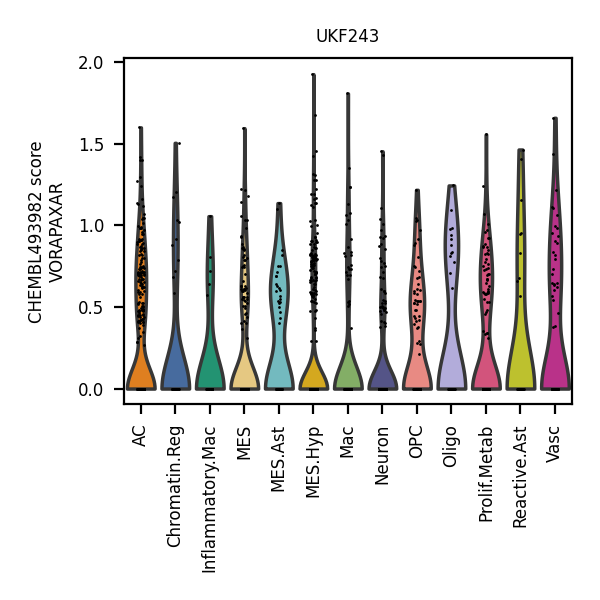 UKF243
CHEMBL493982 score
VORAPAXAR
2.0
1.5
1.0
0.5
0.0
AC
Chromatin.Reg
Inflammatory.Mac
MES
MES.Ast
MES.Hyp
Mac
Neuron
OPC
Oligo
Prolif.Metab
Reactive.Ast
Vasc